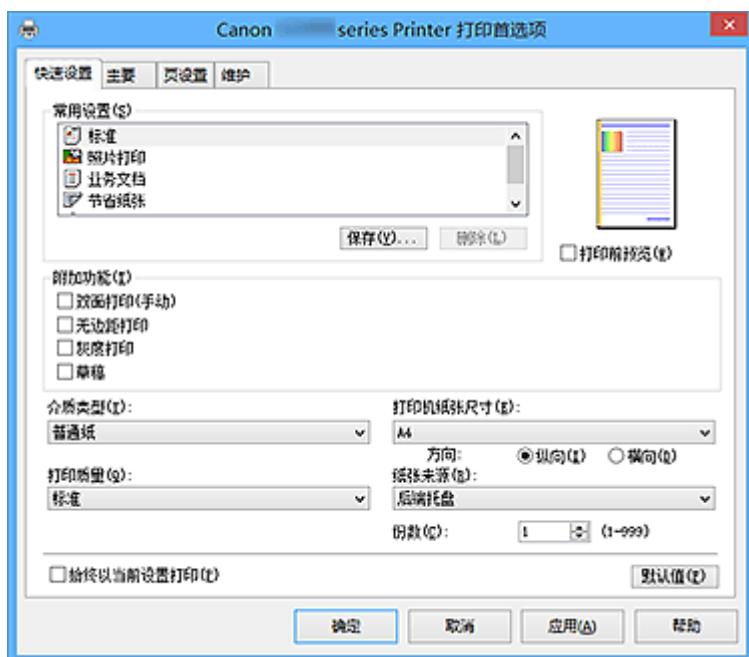 Canon series Printer 打印首选项
快速设置 主要 页设置 维护
常用设置(S)
标准
照片打印
业务文档
节省纸张
保存(V)... 删除(L)
打印前预览(W)
附加功能(I)
双面打印(手动)
无边距打印
灰度打印
草稿
介质类型(I): 打印机纸张尺寸(E):
普通纸 A4
方向: 纵向(I) 横向(Q)
打印质量(Q): 纸张来源(B):
标准 后端托盘
份数(C): 1 (1-999)
始终以当前设置打印(T) 默认值(F)
确定 取消 应用(A) 帮助